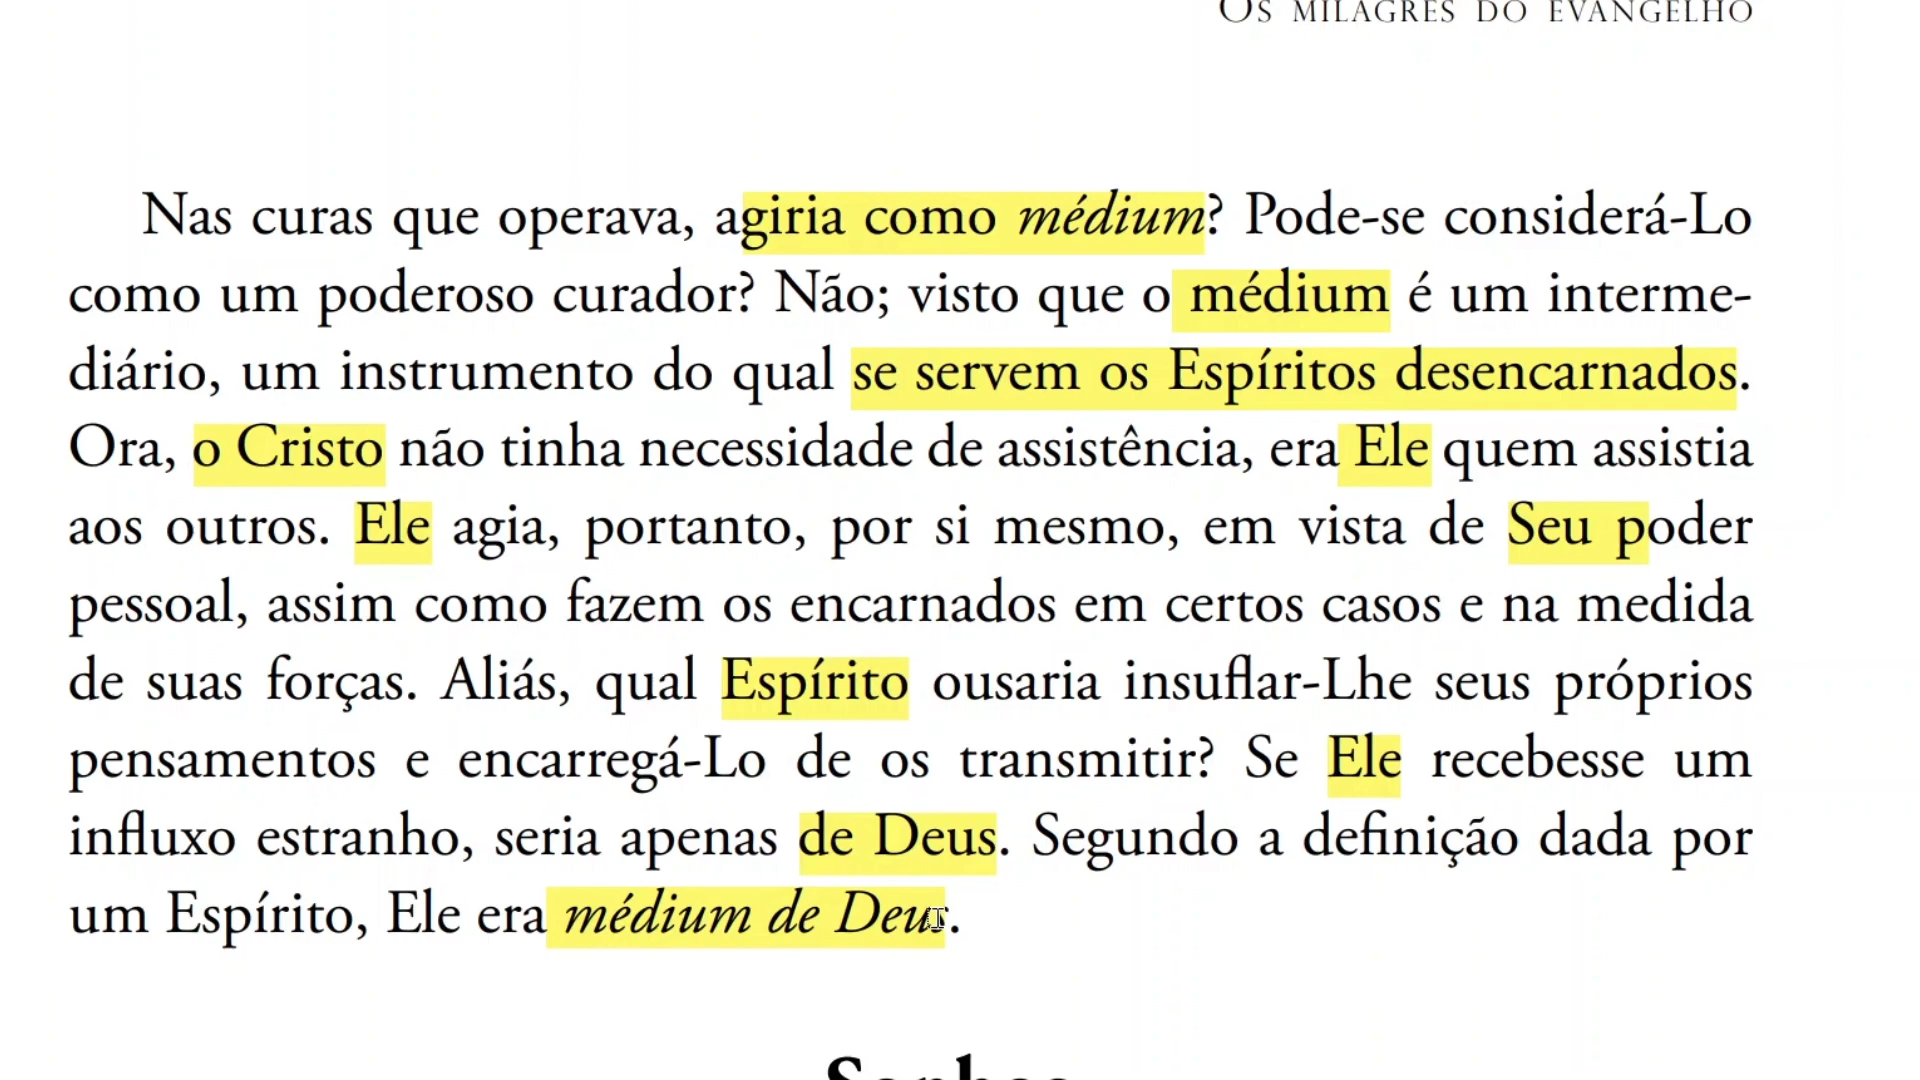 Os milagres do evangelho
Nas curas que operava, agiria como médium? Pode-se considerá-Lo
como um poderoso curador? Não; visto que o médium é um interme-
diário, um instrumento do qual se servem os Espíritos desencarnados.
Ora, o Cristo não tinha necessidade de assistência, era Ele quem assistia
aos outros. Ele agia, portanto, por si mesmo, em vista de Seu poder
pessoal, assim como fazem os encarnados em certos casos e na medida
de suas forças. Aliás, qual Espírito ousaria insuflar-Lhe seus próprios
pensamentos e encarregá-Lo de os transmitir? Se Ele recebesse um
influxo estranho, seria apenas de Deus. Segundo a definição dada por
um Espírito, Ele era médium de Deus.
Sonhos